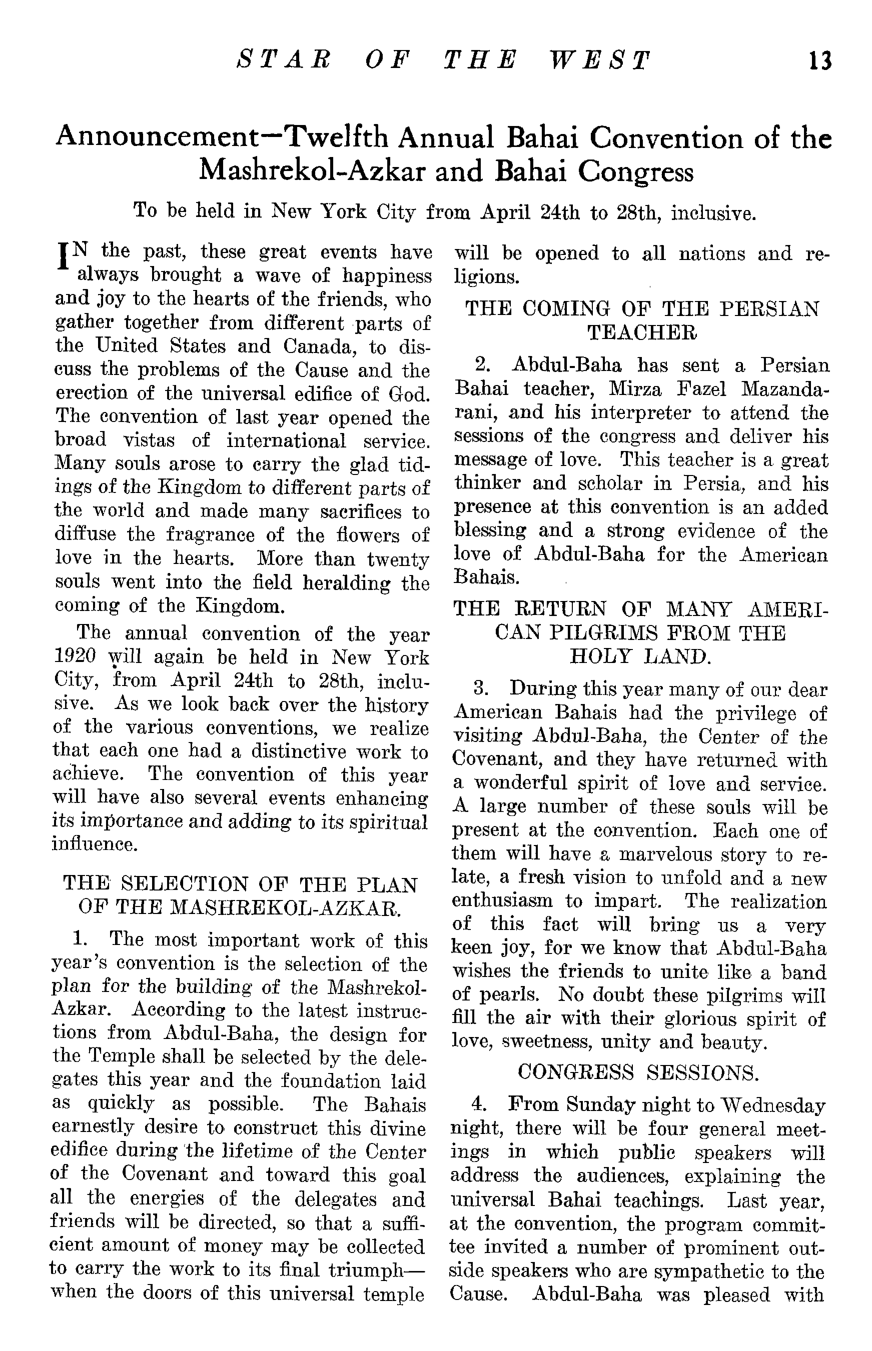 STAR OF THE WEST 13
Announcement—Twelfth Annual Bahai Convention of the
Mashrekol-Azkar and Bahai Congress
To be held in New York City from April 24th to 28th, inclusive.
IN the past, these great events have
always brought a wave of happiness
and joy to the hearts of the friends, who
gather together from different parts of
the United States and Canada, to dis-
cuss the problems of the Cause and the
erection of the universal edifice of God.
The convention of last year opened the
broad vistas of international service.
Many souls arose to carry the glad tid-
ings of the Kingdom to different parts of
the world and made many sacrifices to
diffuse the fragrance of the flowers of
love in the hearts. More than twenty
souls went into the field heralding the
coming of the Kingdom.
The annual convention of the year
1920 will again be held in New York
City, from April 24th to 28th, inclu-
sive. As we look back over the history
of the various conventions, we realize
that each one had a distinctive work to
achieve. The convention of this year
will have also several events enhancing
its importance and adding to its spiritual
influence.
THE SELECTION OF THE PLAN
OF THE MASHREKOL-AZKAR.
1. The most important work of this
year's convention is the selection of the
plan for the building of the Mashrekol-
Azkar. According to the latest instruc-
tions from Abdul-Baha, the design for
the Temple shall be selected by the dele-
gates this year and the foundation laid
as quickly as possible. The Bahais
earnestly desire to construct this divine
edifice during the lifetime of the Center
of the Covenant and toward this goal
all the energies of the delegates and
friends will be directed, so that a suffi-
cient amount of money may be collected
to carry the work to its final triumph—
when the doors of this universal temple
will be opened to all nations and re-
ligions.
THE COMING OF THE PERSIAN
TEACHER
2. Abdul-Baha has sent a Persian
Bahai teacher, Mirza Fazel Mazanda-
rani, and his interpreter to attend the
sessions of the congress and deliver his
message of love. This teacher is a great
thinker and scholar in Persia, and his
presence at this convention is an added
blessing and a strong evidence of the
love of Abdul-Baha for the American
Bahais.
THE RETURN OF MANY AMERI-
CAN PILGRIMS FROM THE
HOLY LAND.
3. During this year many of our dear
American Bahais had the privilege of
visiting Abdul-Baha, the Center of the
Covenant, and they have returned with
a wonderful spirit of love and service.
A large number of these souls will be
present at the convention. Each one of
them will have a marvelous story to re-
late, a fresh vision to unfold and a new
enthusiasm to impart. The realization
of this fact will bring us a very
keen joy, for we know that Abdul-Baha
wishes the friends to unite like a band
of pearls. No doubt these pilgrims will
fill the air with their glorious spirit of
love, sweetness, unity and beauty.
CONGRESS SESSIONS.
4. From Sunday night to Wednesday
night, there will be four general meet-
ings in which public speakers will
address the audiences, explaining the
universal Bahai teachings. Last year,
at the convention, the program commit-
tee invited a number of prominent out-
side speakers who are sympathetic to the
Cause. Abdul-Baha was pleased with